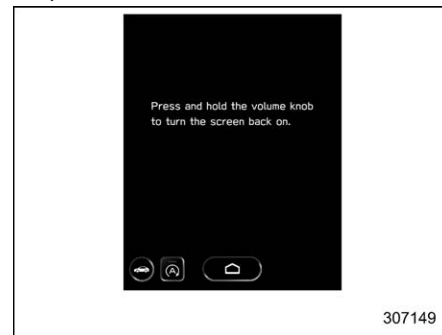 Press and hold the volume knob
to turn the screen back on.
A
307149